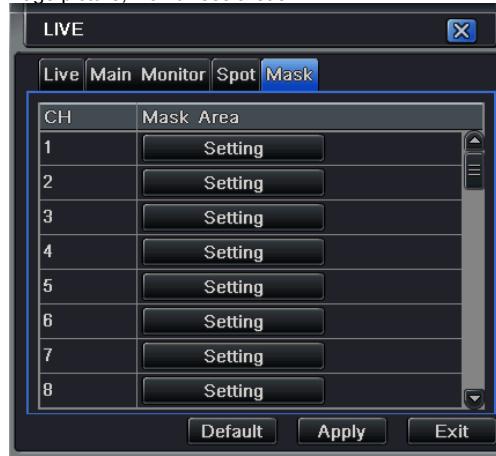 LIVE
Live Main Monitor Spot Mask
CH Mask Area
1 Setting
2 Setting
3 Setting
4 Setting
5 Setting
6 Setting
7 Setting
8 Setting
Default Apply Exit